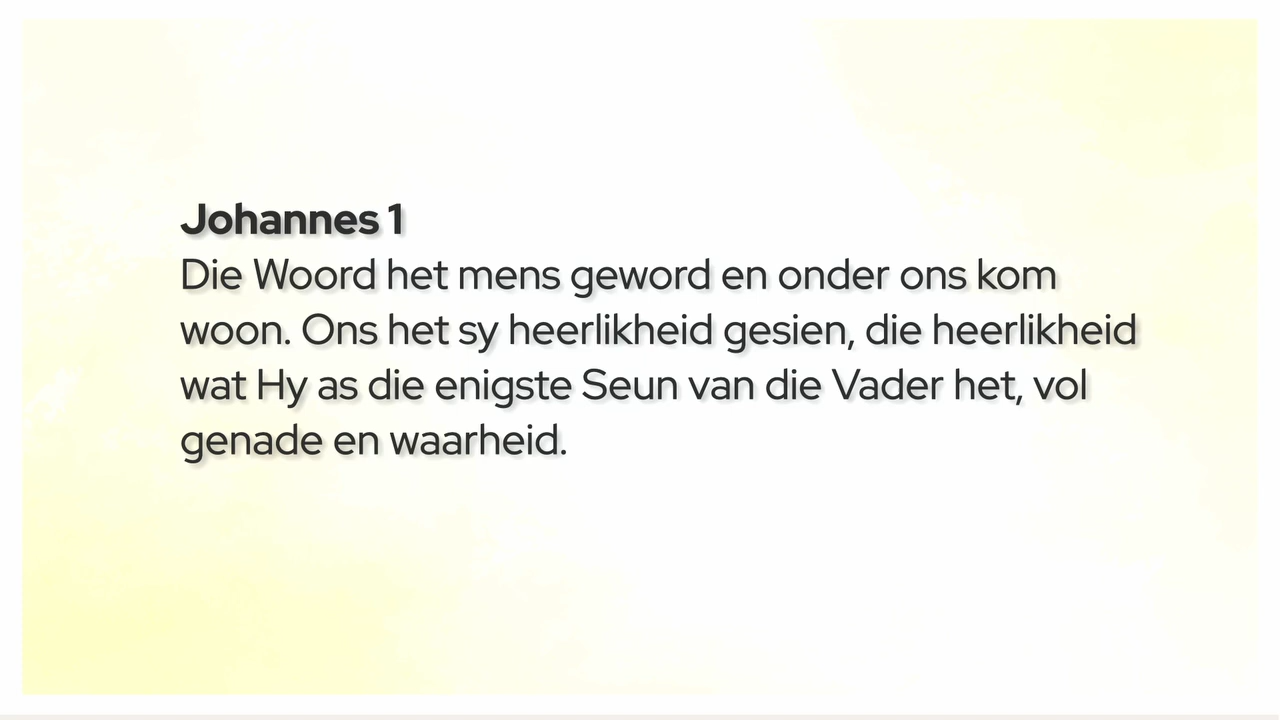 Johannes 1
Die Woord het mens geword en onder ons kom
woon. Ons het sy heerlikheid gesien, die heerlikheid
wat Hy as die enigste Seun van die Vader het, vol
genade en waarheid.